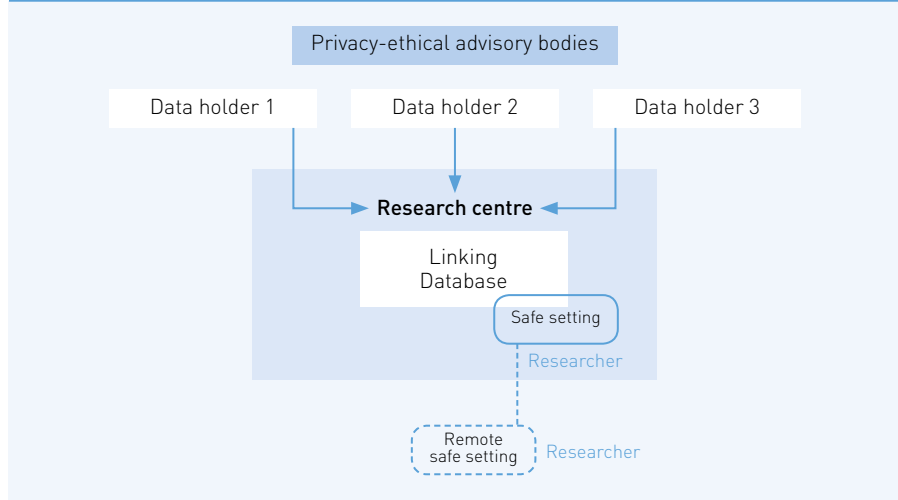 Privacy-ethical advisory bodies
Data holder 1
Data holder 2
Data holder 3
Research centre
Linking
Database
Safe setting
Researcher
Remote
safe setting
Researcher